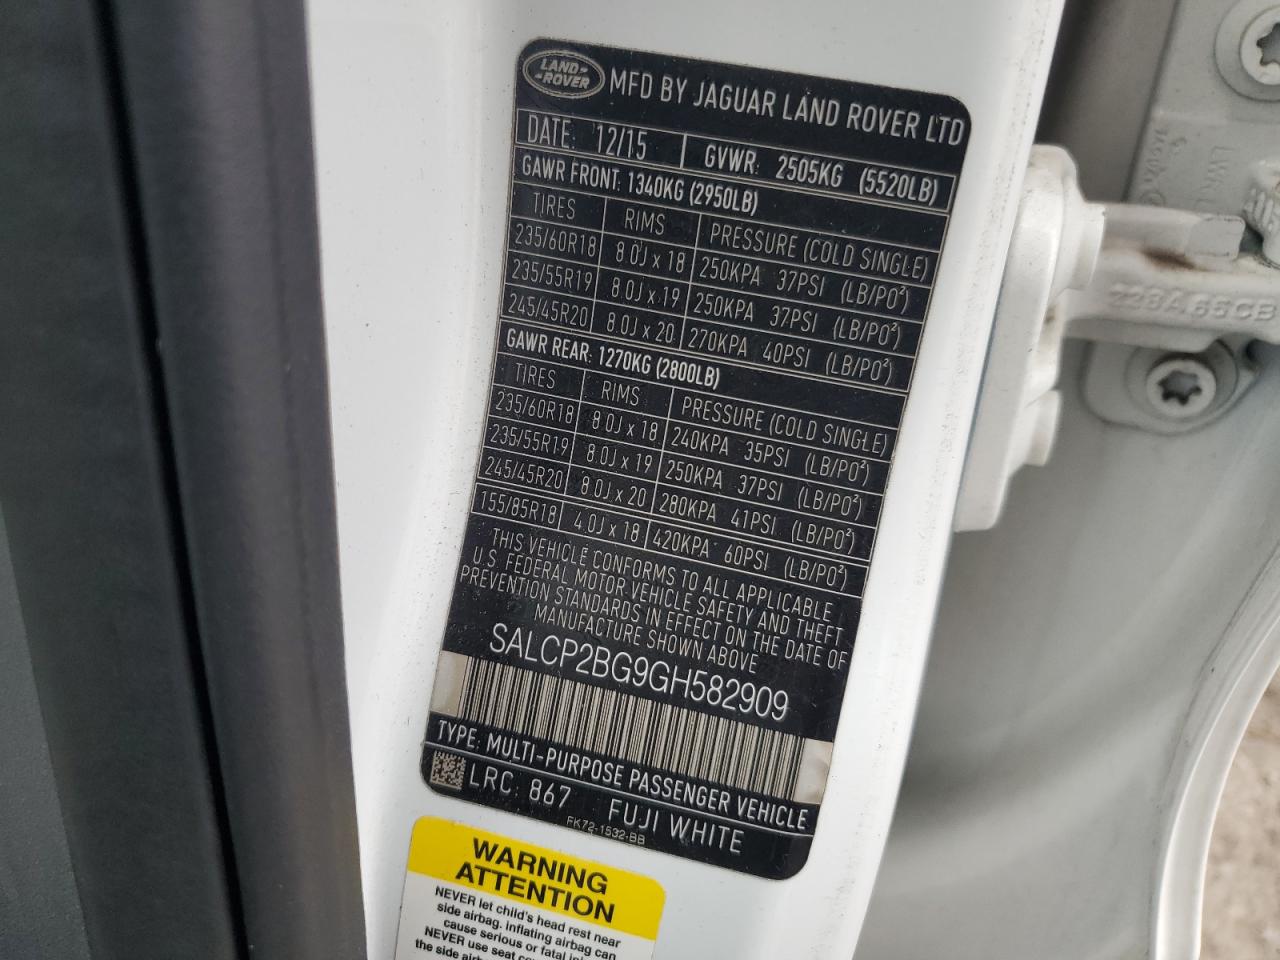 LAND ROVER
MFD BY JAGUAR LAND ROVER LTD
DATE: 12/15 GVWR: 2505KG (5520LB)
GAWR FRONT: 1340KG (2950LB)
TIRES RIMS PRESSURE (COLD SINGLE)
235/60R18 8.0J x 18 250KPA 37PSI (LB/PO²)
235/55R19 8.0J x 19 250KPA 37PSI (LB/PO²)
245/45R20 8.0J x 20 270KPA 40PSI (LB/PO²)
GAWR REAR: 1270KG (2800LB)
TIRES RIMS PRESSURE (COLD SINGLE)
235/60R18 8.0J x 18 240KPA 35PSI (LB/PO²)
235/55R19 8.0J x 19 250KPA 37PSI (LB/PO²)
245/45R20 8.0J x 20 280KPA 41PSI (LB/PO²)
155/85R18 4.0J x 18 420KPA 60PSI (LB/PO²)
THIS VEHICLE CONFORMS TO ALL APPLICABLE
U.S. FEDERAL MOTOR VEHICLE SAFETY AND THEFT
PREVENTION STANDARDS IN EFFECT ON THE DATE OF
MANUFACTURE SHOWN ABOVE
SALCP2BG9GH582909
TYPE: MULTI-PURPOSE PASSENGER VEHICLE
LRC: 867 FUJI WHITE
FK72-1532-BB
WARNING
ATTENTION
NEVER let child's head rest near
side airbag. inflating airbag can
cause serious or fatal
NEVER use seat
the side